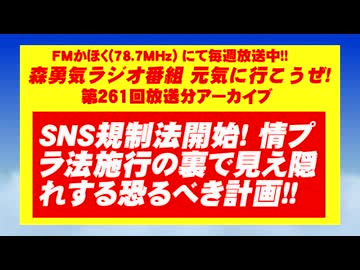 FMかほく(78.7MHz) にて毎週放送中!!
森勇気ラジオ番組 元気に行こうぜ!
第261回放送分アーカイブ
SNS規制法開始! 情プ
ラ法施行の裏で見え隠
れする恐るべき計画!!